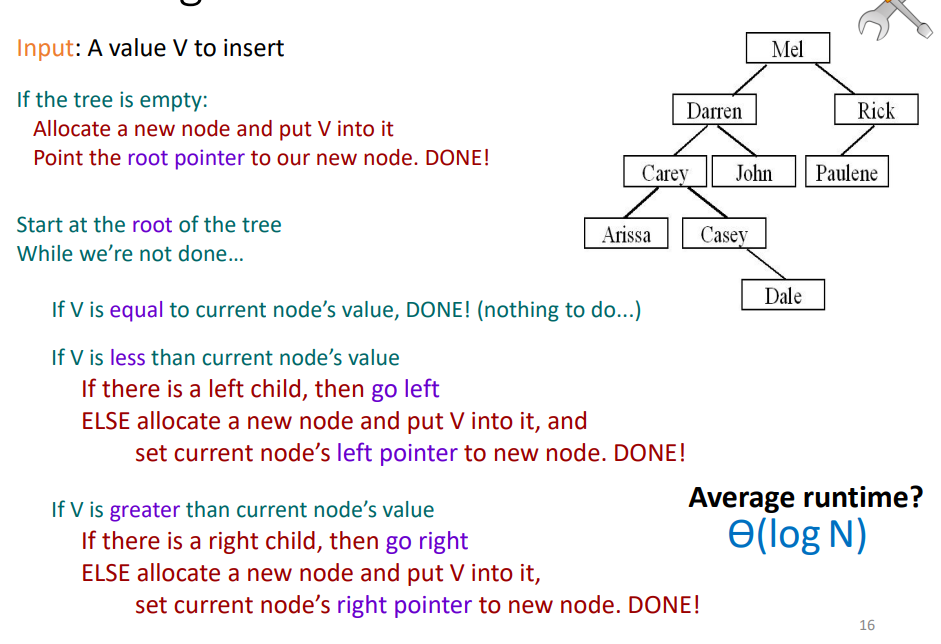 Input: A value V to insert
If the tree is empty:
Allocate a new node and put V into it
Point the root pointer to our new node. DONE!
Start at the root of the tree
While we’re not done…
If V is equal to current node’s value, DONE! (nothing to do...)
If V is less than current node’s value
If there is a left child, then go left
ELSE allocate a new node and put V into it, and
set current node’s left pointer to new node. DONE!
If V is greater than current node’s value
If there is a right child, then go right
ELSE allocate a new node and put V into it,
set current node’s right pointer to new node. DONE!
Mel
Darren Rick
Carey John Paulene
Arissa Casey
Dale
Average runtime?
Ɵ(log N)
16